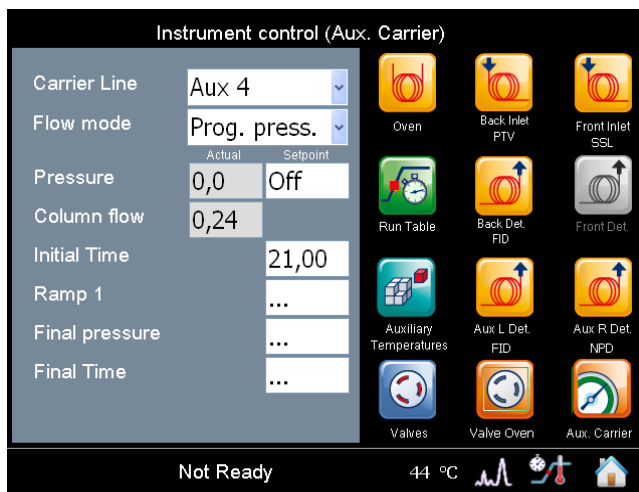 Instrument control (Aux. Carrier)
Carrier Line Aux 4
Flow mode Prog. press.
Actual Setpoint
Pressure 0,0 Off
Column flow 0,24
Initial Time 21,00
Ramp 1 ...
Final pressure ...
Final Time ...
Oven
Back Inlet
PTV
Front Inlet
SSL
Run Table
Back Det.
FID
Front Det.
Auxiliary
Temperatures
Aux L Det.
FID
Aux R Det.
NPD
Valves
Valve Oven
Aux. Carrier
Not Ready 44 °C